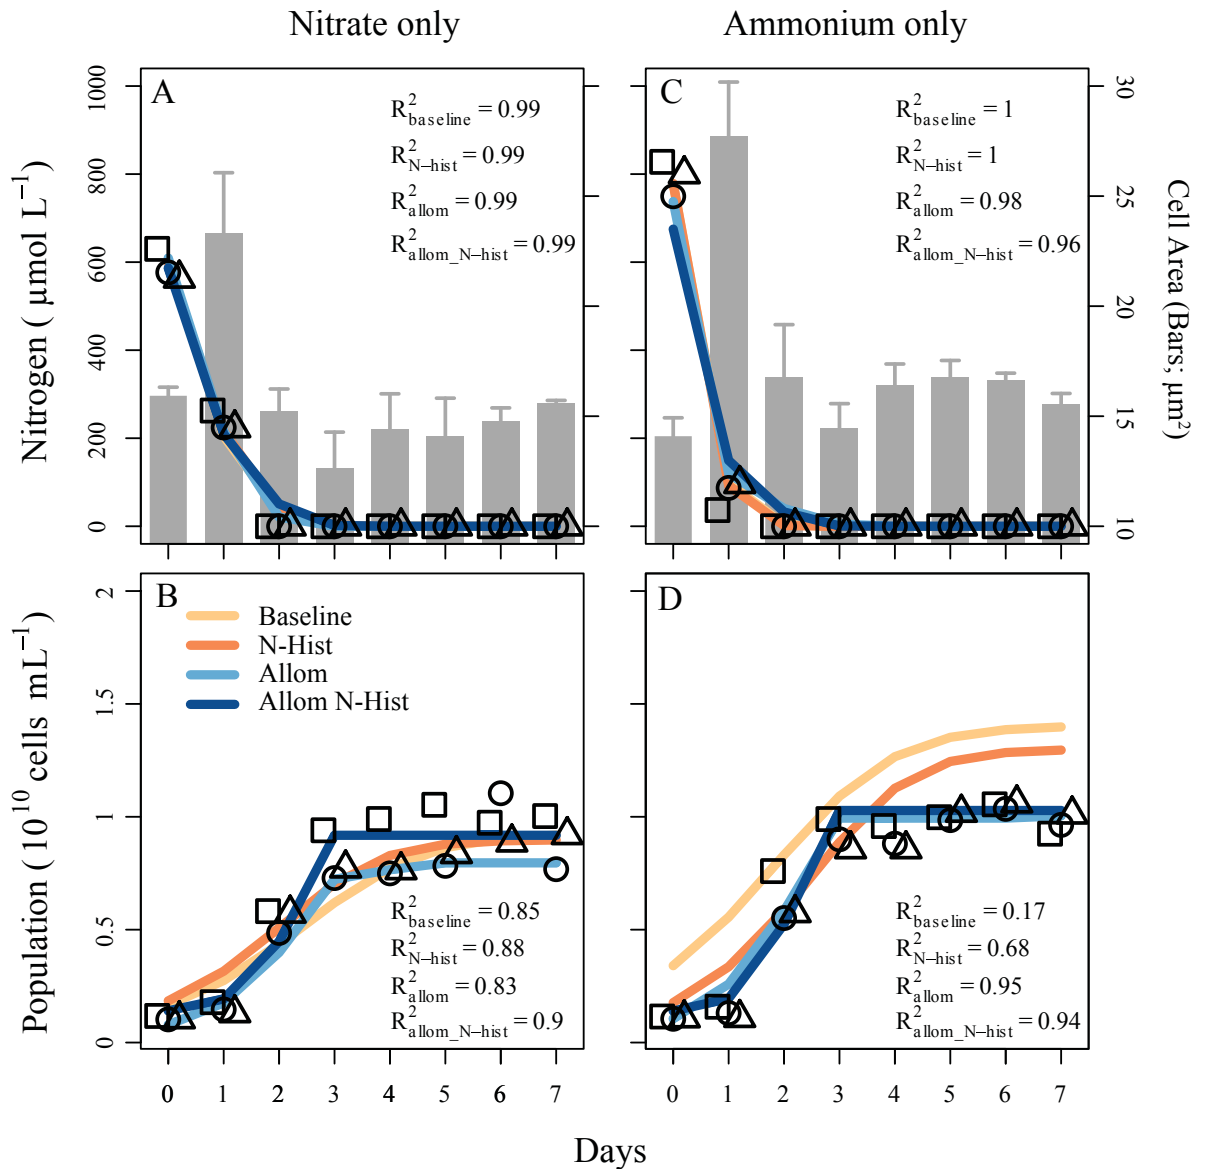 Nitrate only
Ammonium only
A
R²baseline = 0.99
R²N−hist = 0.99
R²allom = 0.99
R²allom_N−hist = 0.99
1000
800
600
400
200
0
Nitrogen ( µmol L⁻¹)
C
R²baseline = 1
R²N−hist = 1
R²allom = 0.98
R²allom_N−hist = 0.96
30
25
20
15
10
Cell Area (Bars; µm²)
B
Baseline
N-Hist
Allom
Allom N-Hist
R²baseline = 0.85
R²N−hist = 0.88
R²allom = 0.83
R²allom_N−hist = 0.9
2
1.5
1
0.5
0
Population ( 10¹⁰ cells mL⁻¹)
D
R²baseline = 0.17
R²N−hist = 0.68
R²allom = 0.95
R²allom_N−hist = 0.94
0 1 2 3 4 5 6 7
0 1 2 3 4 5 6 7
Days